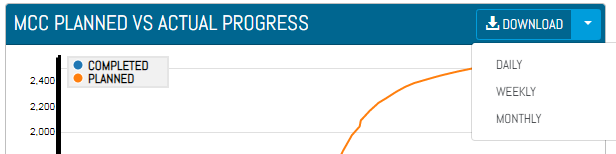 MCC PLANNED VS ACTUAL PROGRESS
DOWNLOAD
COMPLETED
PLANNED
DAILY
WEEKLY
MONTHLY
2,400
2,200
2,000